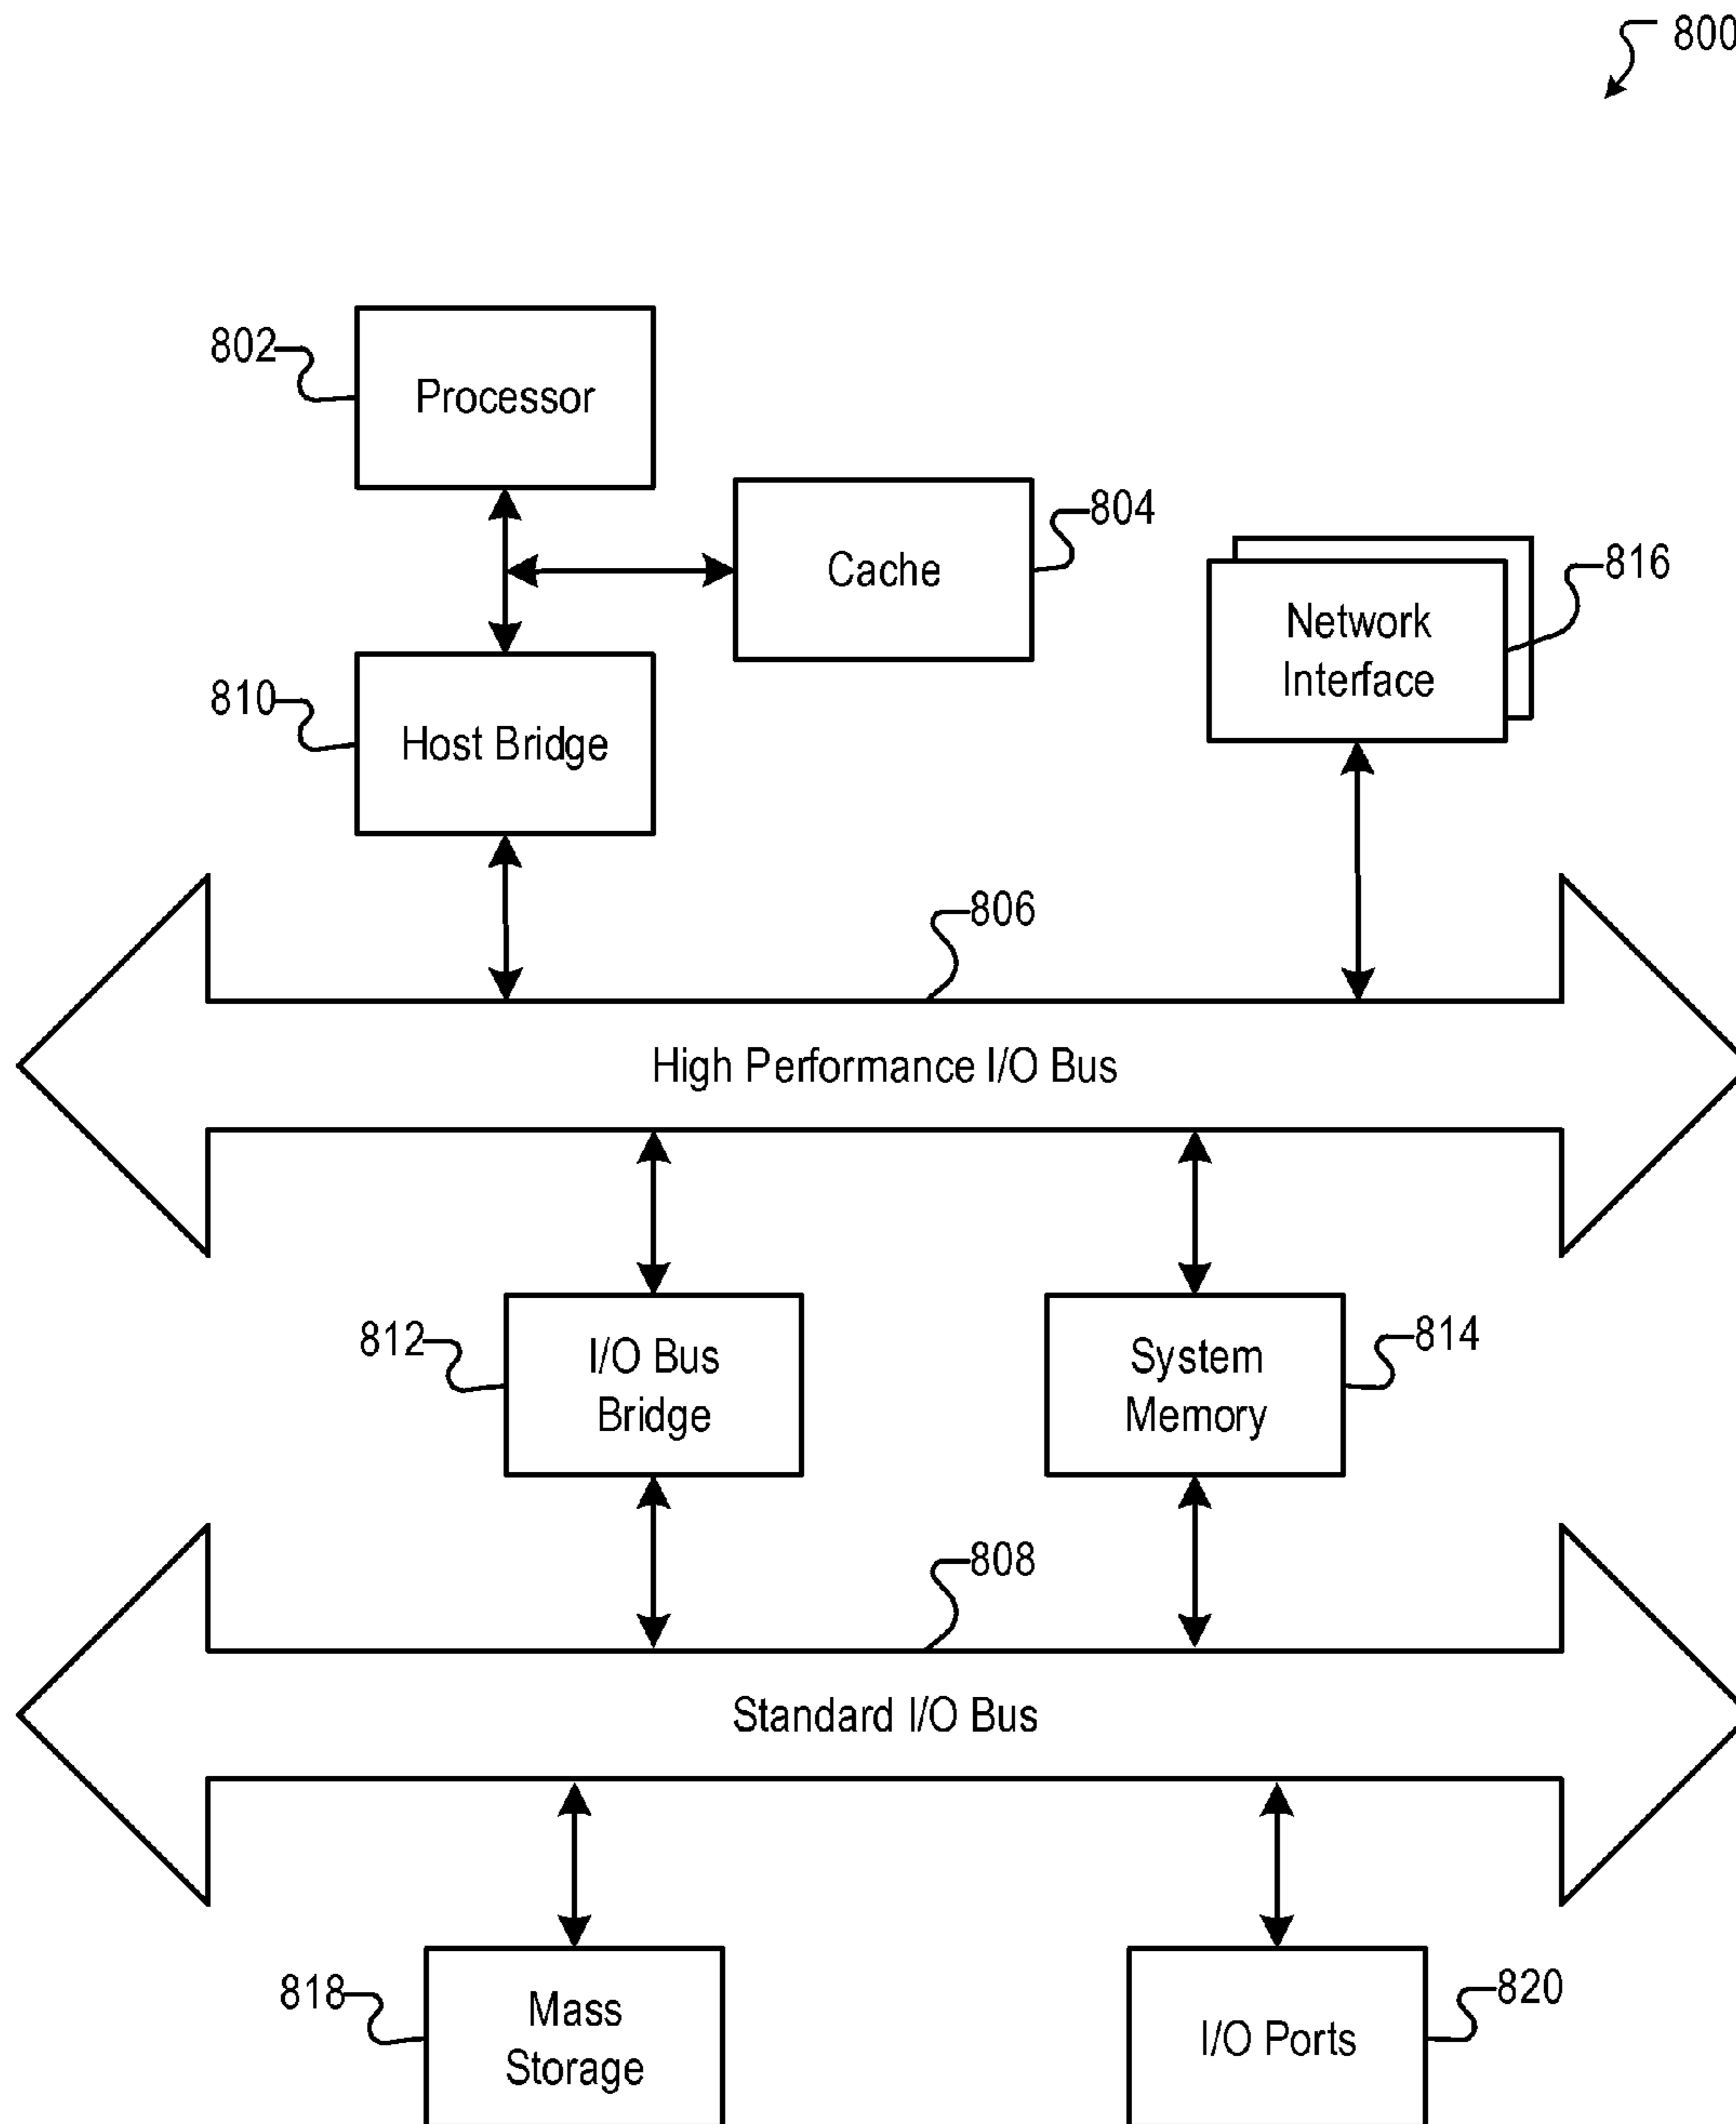 800
802
Processor
804
Cache
816
Network
Interface
810
Host Bridge
806
High Performance I/O Bus
812
I/O Bus
Bridge
System
Memory
814
808
Standard I/O Bus
818
Mass
Storage
I/O Ports
820